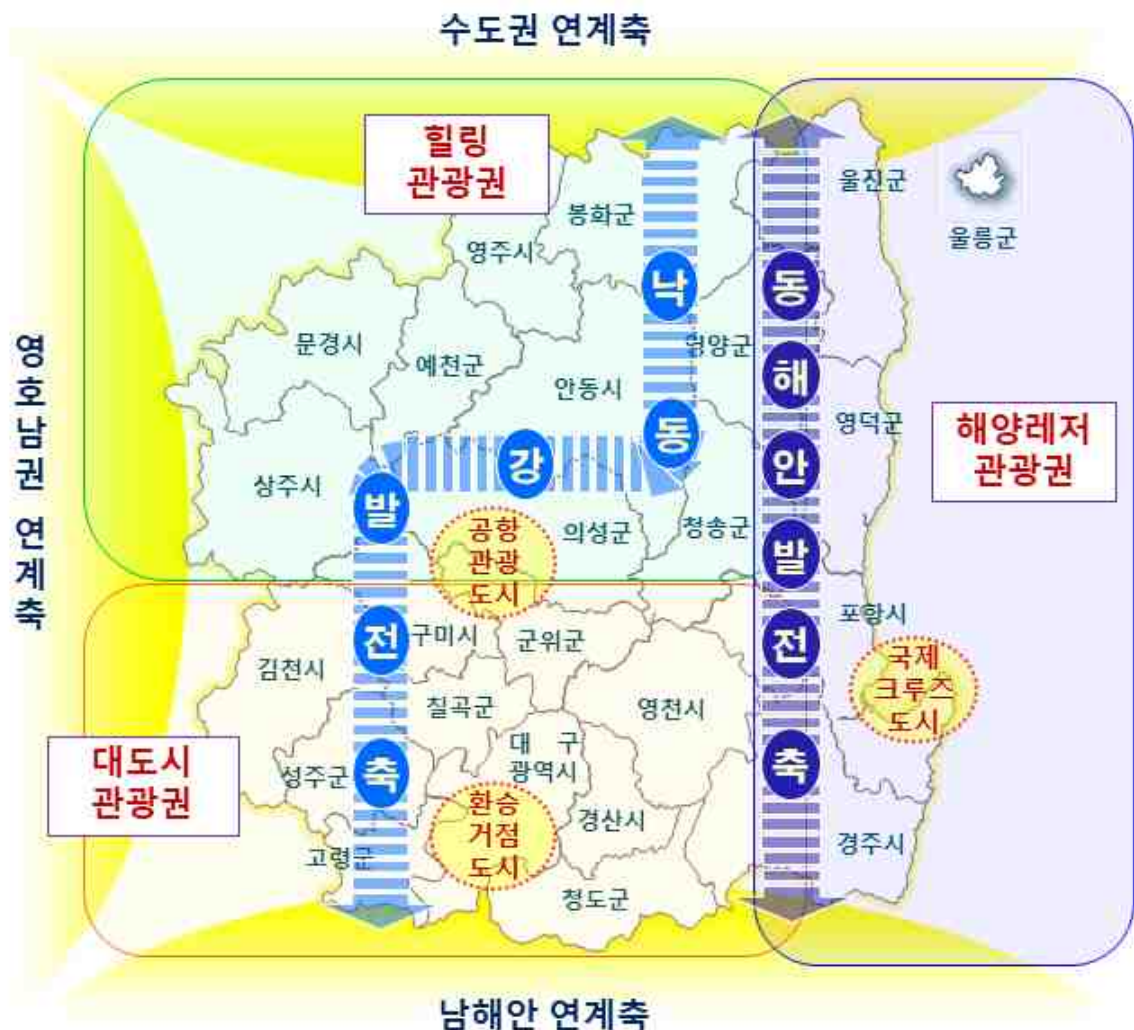 수도권 연계축
힐링
관광권
울진군
봉화군
울릉군
영주시
낙
동
영
호
남
권
연
계
축
문경시
예천군
영양군
해
안동시
동
영덕군
해양레저
관광권
강
안
상주시
발
공항
관광
도시
의성군
청송군
발
포항시
구미시
군위군
전
전
김천시
국제
크루즈
도시
칠곡군
영천시
대 구
광역시
대도시
관광권
성주군
축
축
환승
거점
도시
경산시
경주시
고령군
청도군
남해안 연계축